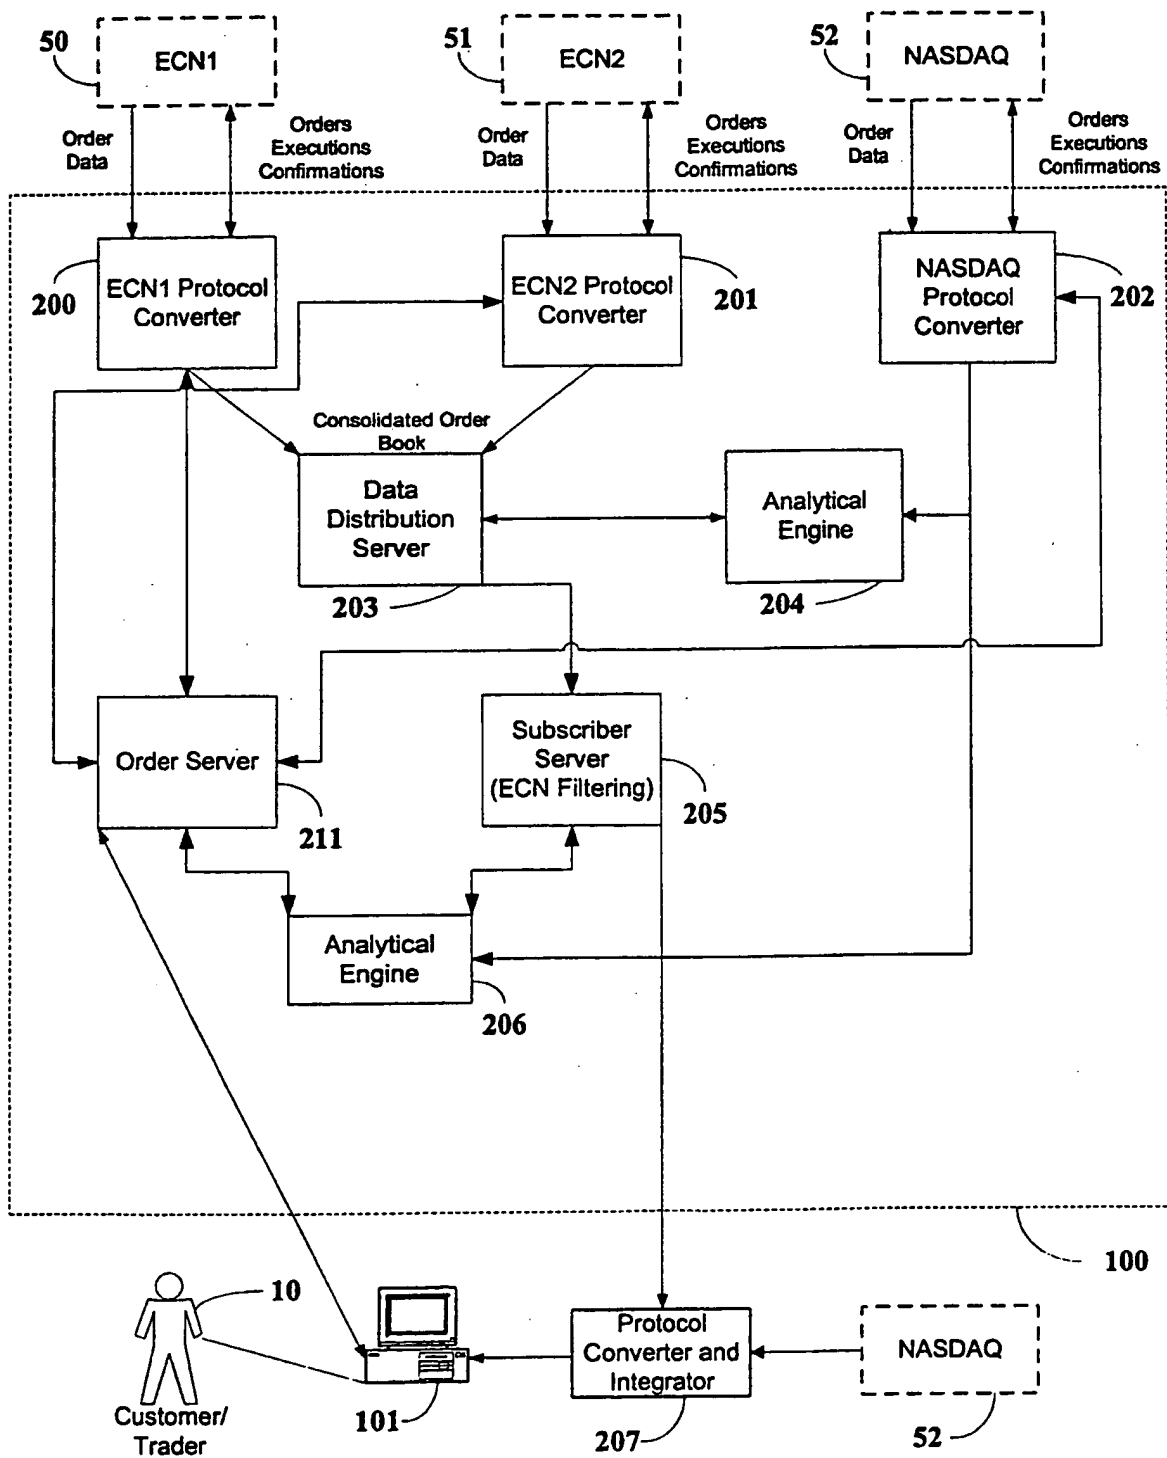 50
ECN1
51
ECN2
52
NASDAQ
Order
Data
Orders
Executions
Confirmations
Order
Data
Orders
Executions
Confirmations
Order
Data
Orders
Executions
Confirmations
200
ECN1 Protocol
Converter
ECN2 Protocol
Converter
201
NASDAQ
Protocol
Converter
202
Consolidated Order
Book
Data
Distribution
Server
203
Analytical
Engine
204
Order Server
211
Subscriber
Server
(ECN Filtering)
205
Analytical
Engine
206
100
10
Customer/
Trader
101
Protocol
Converter and
Integrator
207
NASDAQ
52